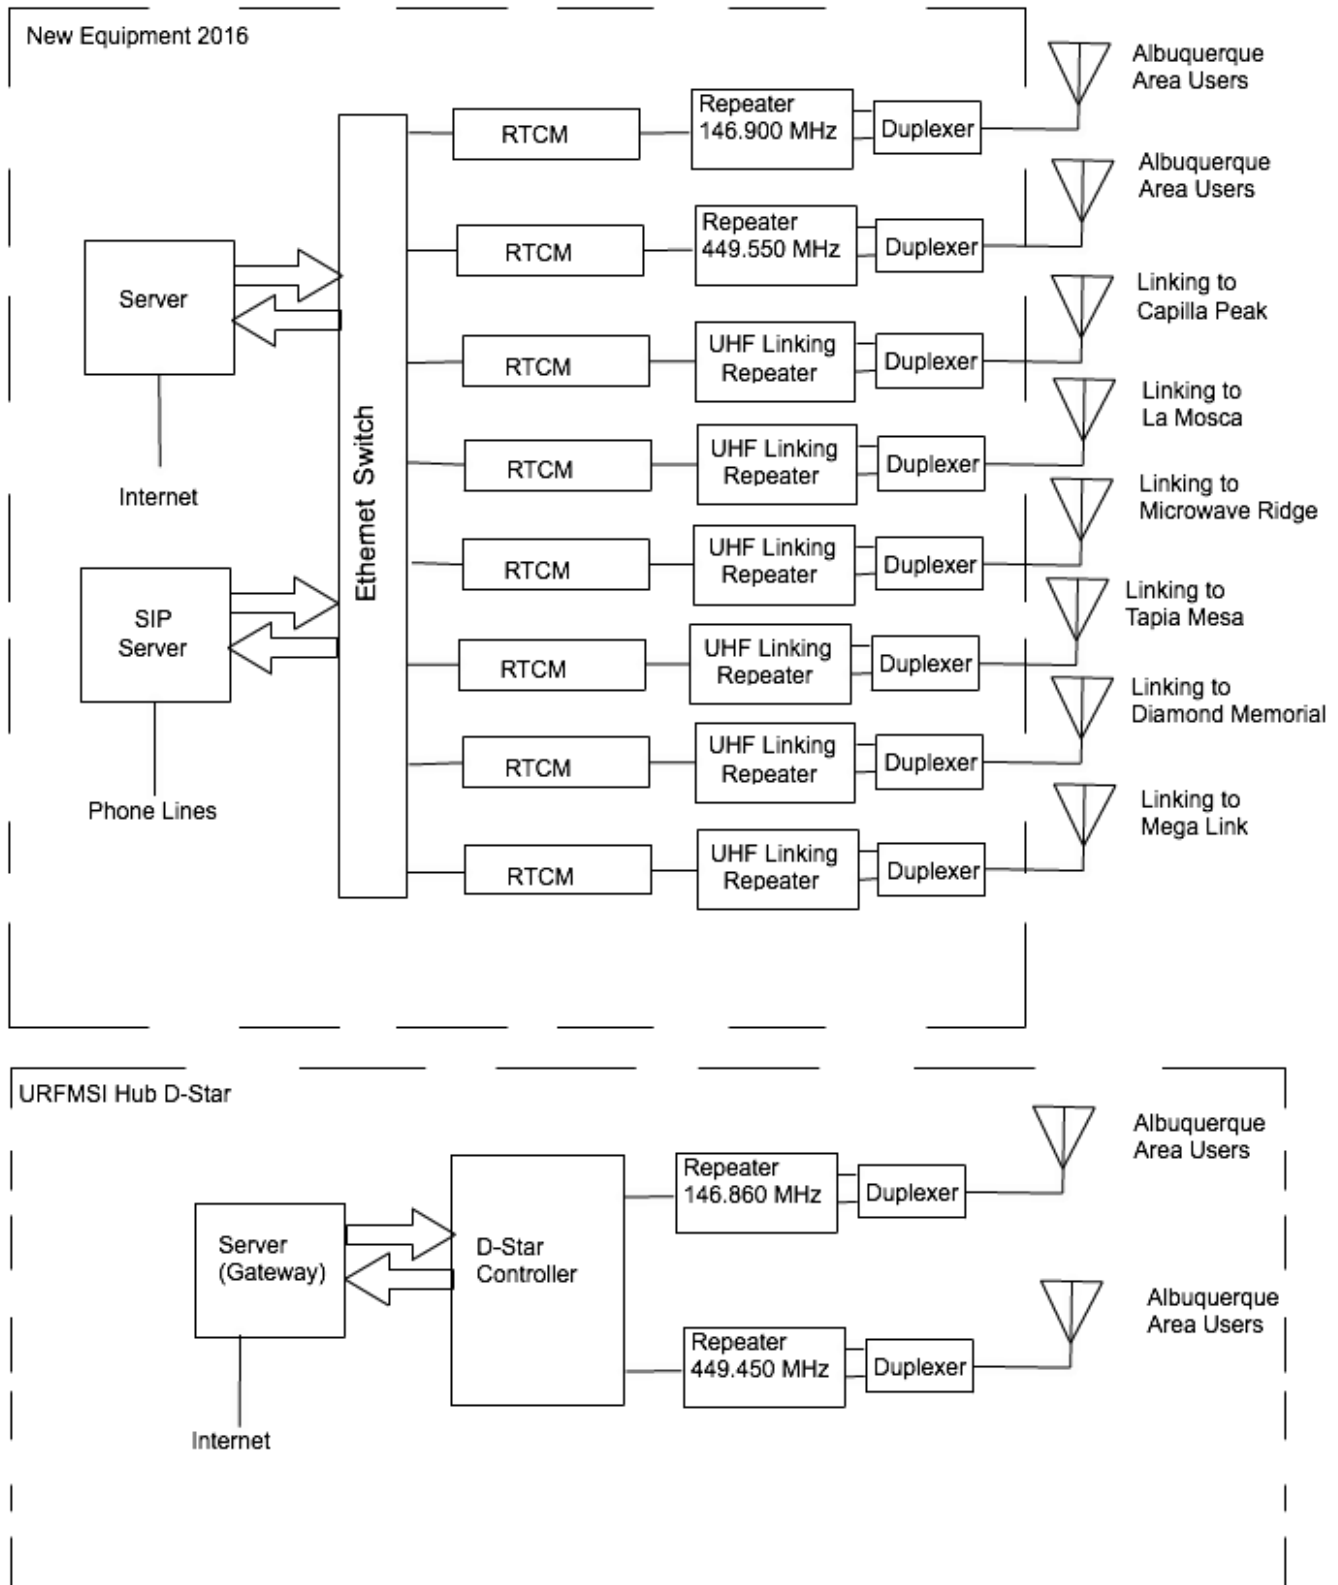 New Equipment 2016
Albuquerque
Area Users
RTCM
Repeater
146.900 MHz
Duplexer
Albuquerque
Area Users
RTCM
Repeater
449.550 MHz
Duplexer
Server
Internet
Linking to
Capilla Peak
RTCM
UHF Linking
Repeater
Duplexer
Ethernet Switch
Linking to
La Mosca
RTCM
UHF Linking
Repeater
Duplexer
Linking to
Microwave Ridge
RTCM
UHF Linking
Repeater
Duplexer
SIP
Server
Phone Lines
Linking to
Tapia Mesa
RTCM
UHF Linking
Repeater
Duplexer
Linking to
Diamond Memorial
RTCM
UHF Linking
Repeater
Duplexer
Linking to
Mega Link
RTCM
UHF Linking
Repeater
Duplexer
URFMSI Hub D-Star
Albuquerque
Area Users
Repeater
146.860 MHz
Duplexer
Server
(Gateway)
D-Star
Controller
Internet
Albuquerque
Area Users
Repeater
449.450 MHz
Duplexer